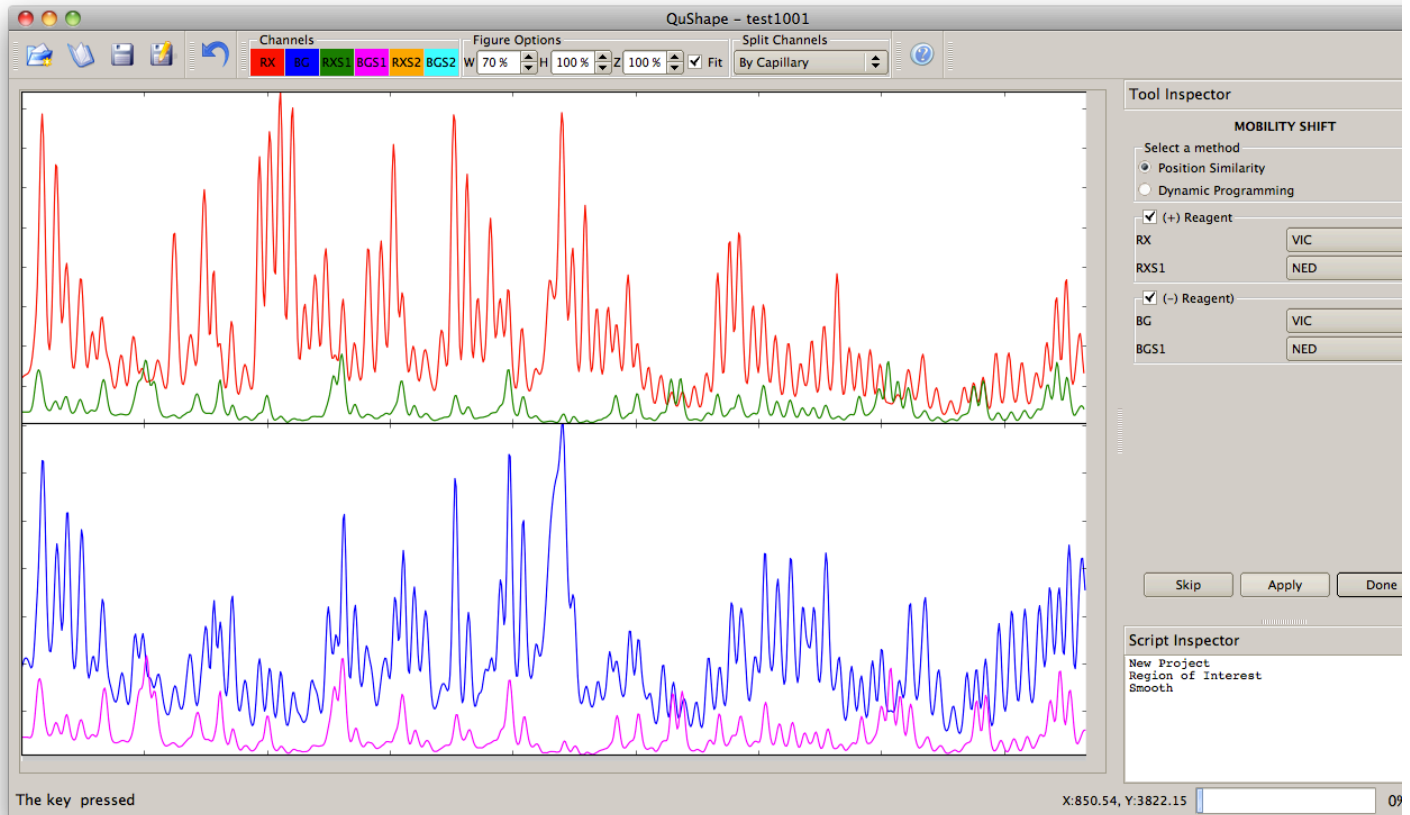 QuShape - test1001
Channels
RX BG RXS1 BGS1 RXS2 BGS2
Figure Options
W 70 % H 100 % Z 100 % Fit
Split Channels
By Capillary
Tool Inspector
MOBILITY SHIFT
Select a method
Position Similarity
Dynamic Programming
(+) Reagent
RX VIC
RXS1 NED
(-) Reagent)
BG VIC
BGS1 NED
Skip Apply Done
Script Inspector
New Project
Region of Interest
Smooth
The key pressed
X:850.54, Y:3822.15
0%